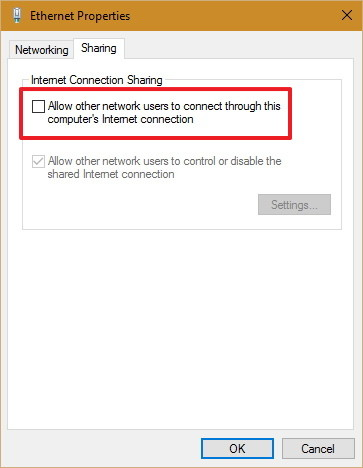 Ethernet Properties
Networking
Sharing
Internet Connection Sharing
Allow other network users to connect through this
computer's Internet connection
Allow other network users to control or disable the
shared Internet connection
Settings...
OK
Cancel